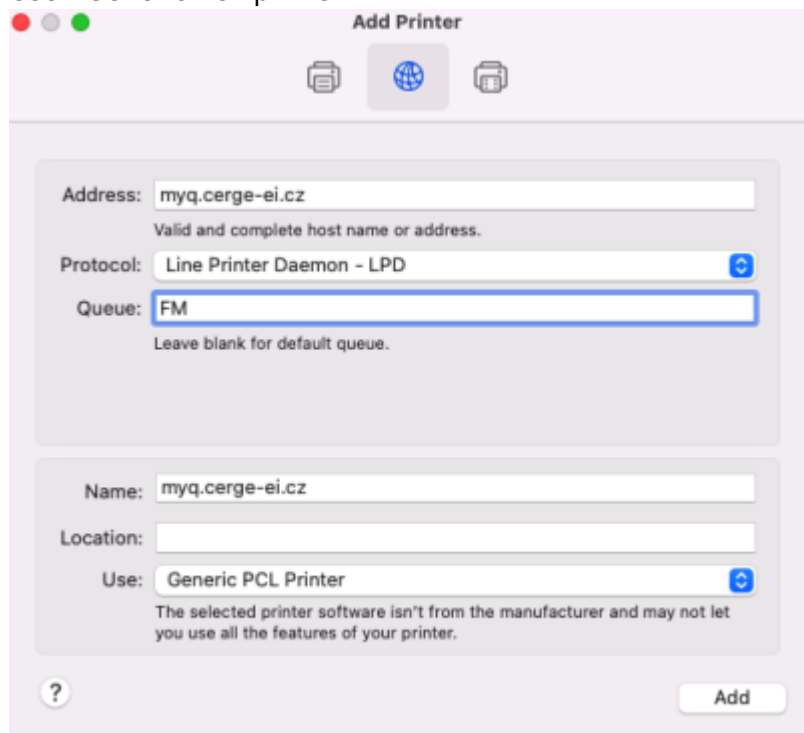 Add Printer
Address: myq.cerge-ei.cz
Valid and complete host name or address.
Protocol: Line Printer Daemon - LPD
Queue: FM
Leave blank for default queue.
Name: myq.cerge-ei.cz
Location:
Use: Generic PCL Printer
The selected printer software isn't from the manufacturer and may not let
you use all the features of your printer.
?
Add